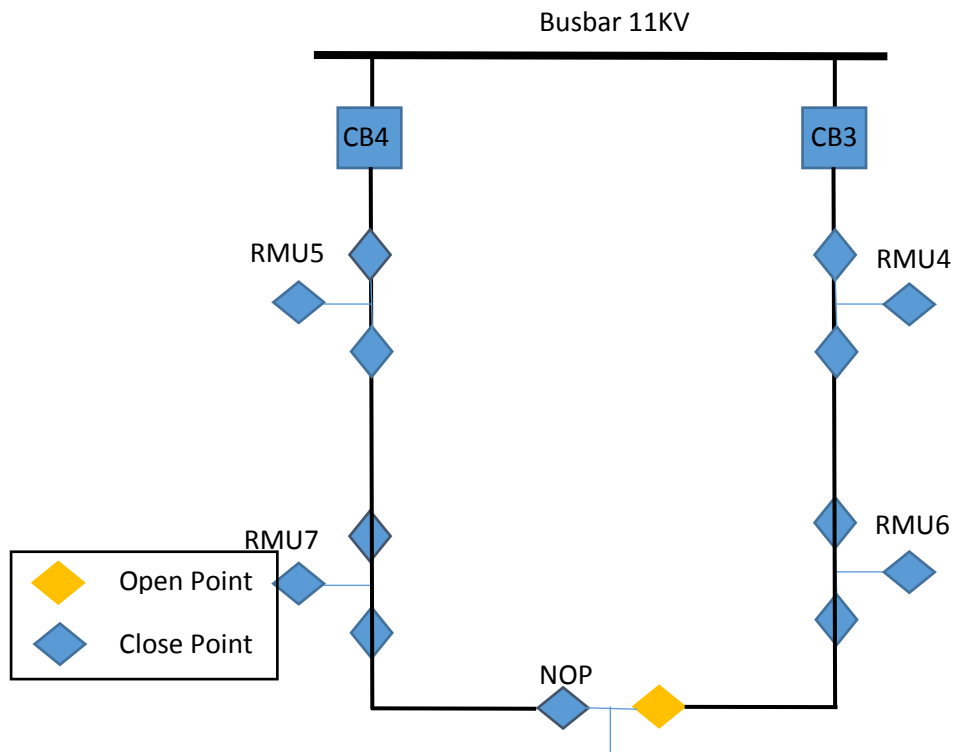 Busbar 11KV
CB4
CB3
RMU5
RMU4
RMU7
RMU6
Open Point
Close Point
NOP